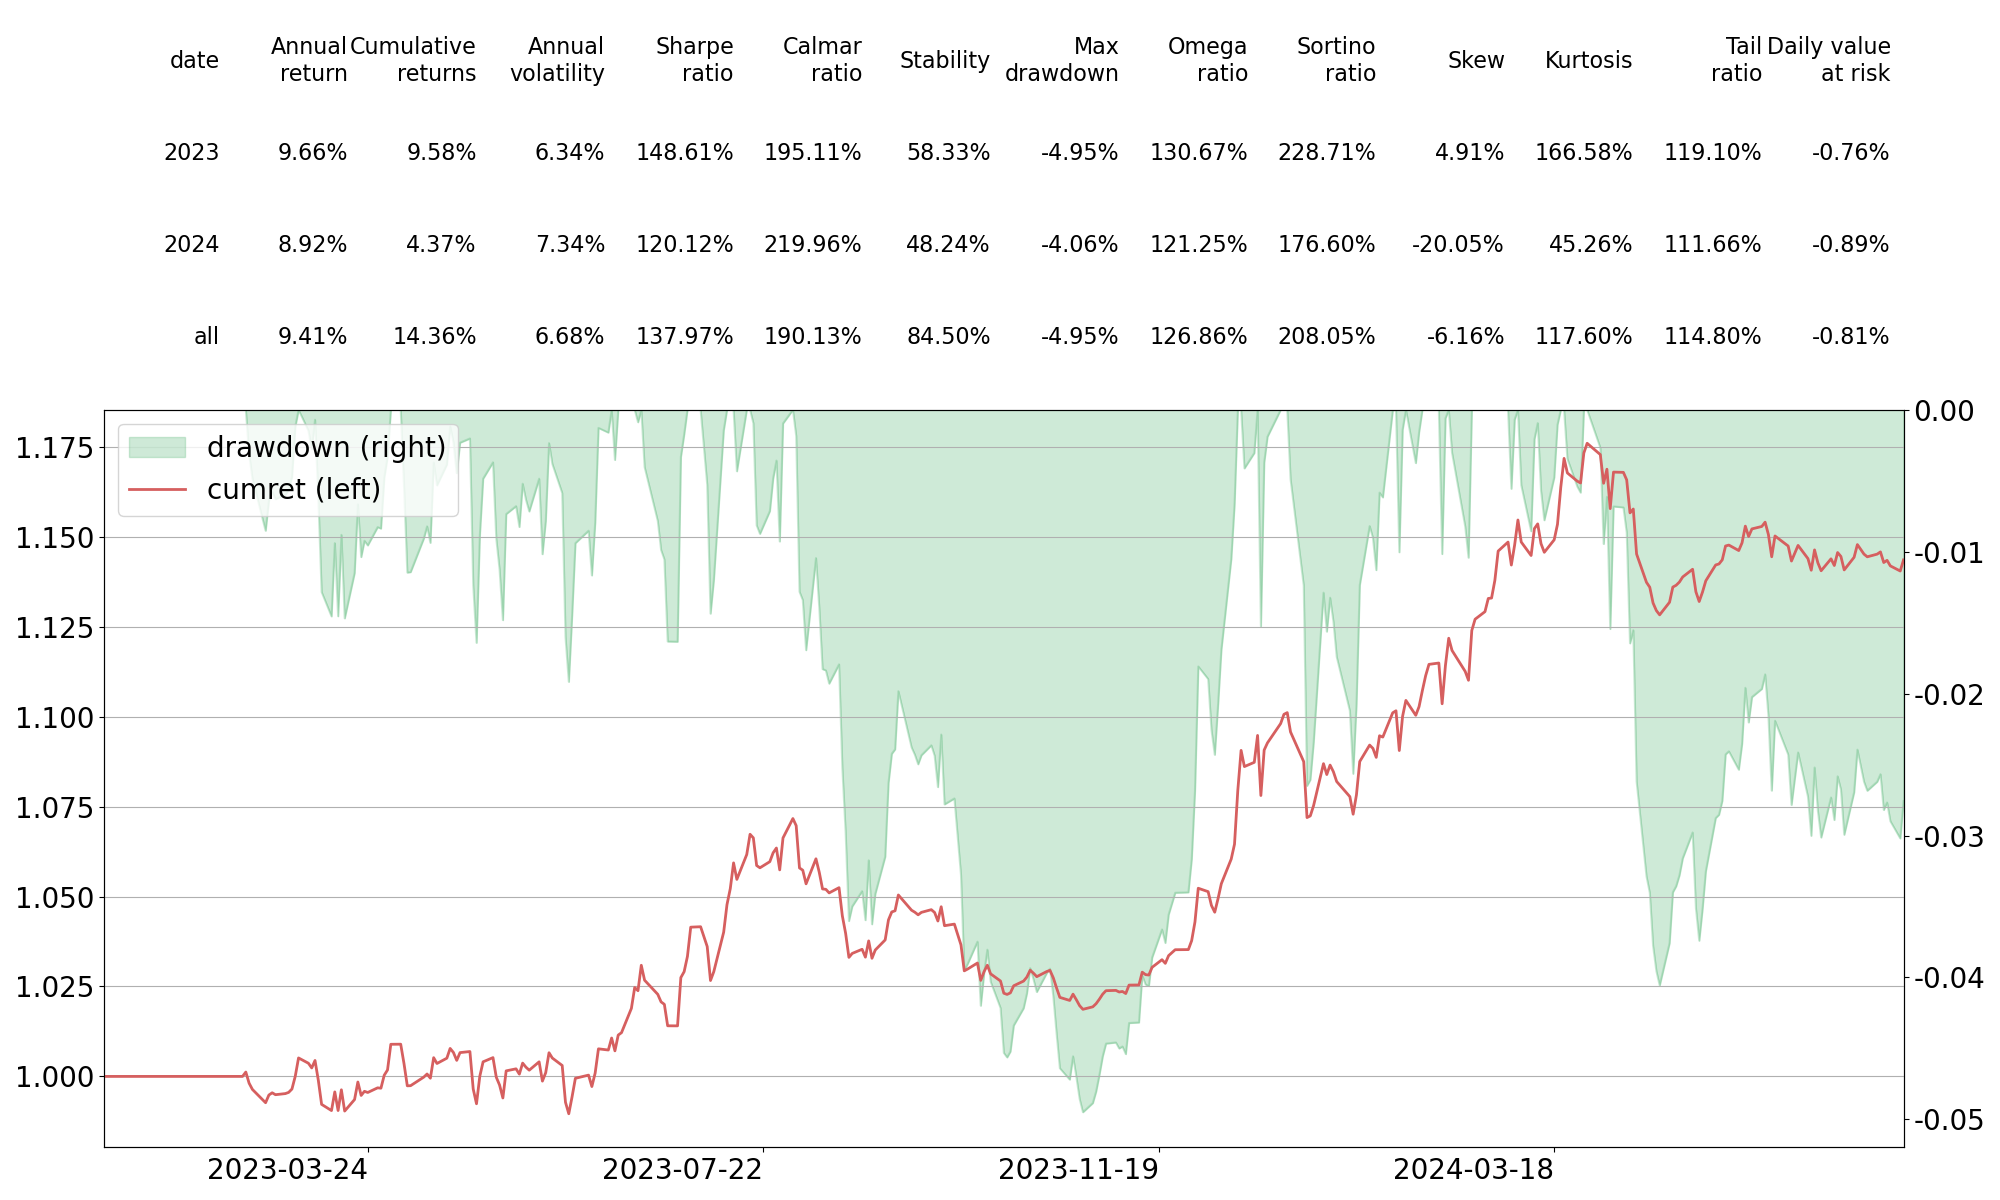 date Annual return Cumulative returns Annual volatility Sharpe ratio Calmar ratio Stability Max drawdown Omega ratio Sortino ratio Skew Kurtosis Tail ratio Daily value at risk
2023 9.66% 9.58% 6.34% 148.61% 195.11% 58.33% -4.95% 130.67% 228.71% 4.91% 166.58% 119.10% -0.76%
2024 8.92% 4.37% 7.34% 120.12% 219.96% 48.24% -4.06% 121.25% 176.60% -20.05% 45.26% 111.66% -0.89%
all 9.41% 14.36% 6.68% 137.97% 190.13% 84.50% -4.95% 126.86% 208.05% -6.16% 117.60% 114.80% -0.81%
drawdown (right)
cumret (left)
1.175
1.150
1.125
1.100
1.075
1.050
1.025
1.000
0.00
-0.01
-0.02
-0.03
-0.04
-0.05
2023-03-24 2023-07-22 2023-11-19 2024-03-18